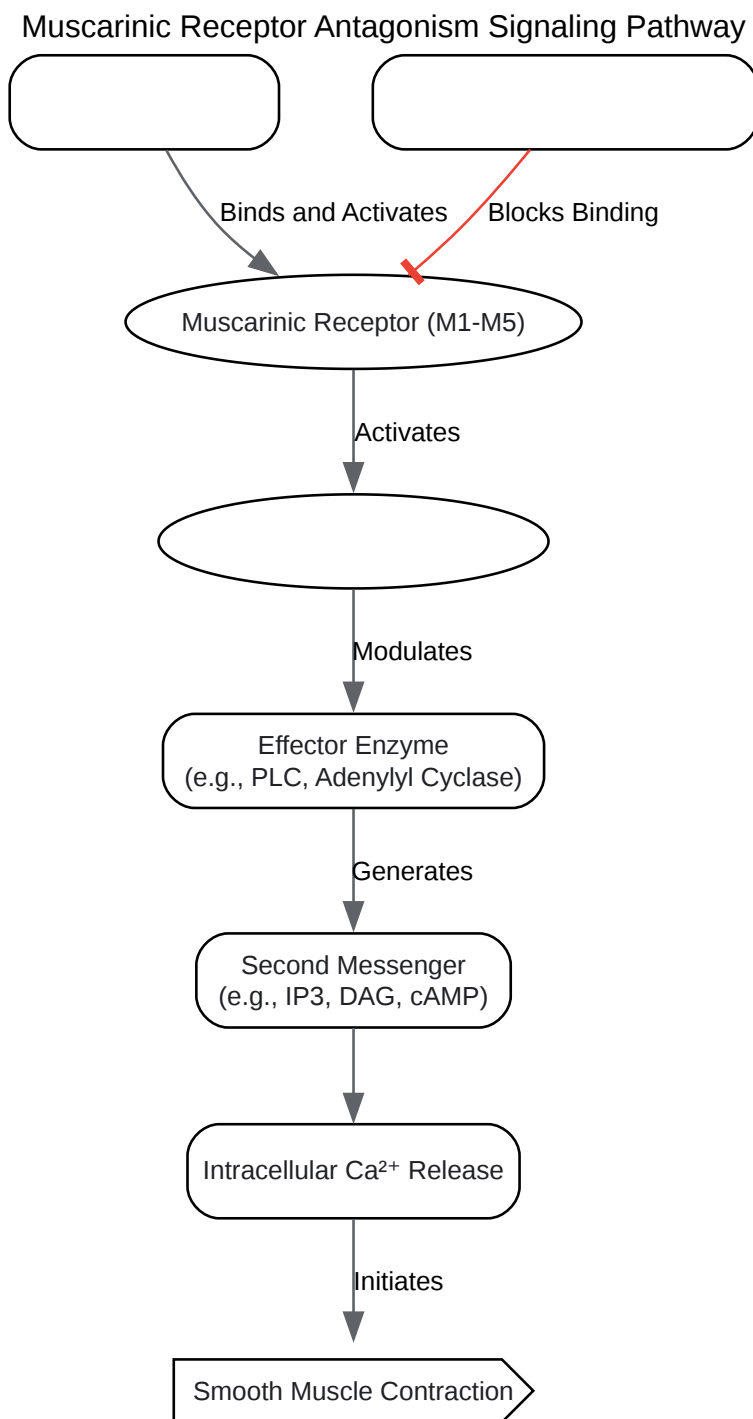 Muscarinic Receptor Antagonism Signaling Pathway
Binds and Activates
Blocks Binding
Muscarinic Receptor (M1-M5)
Activates
Modulates
Effector Enzyme
(e.g., PLC, Adenylyl Cyclase)
Generates
Second Messenger
(e.g., IP3, DAG, cAMP)
Intracellular Ca²⁺ Release
Initiates
Smooth Muscle Contraction